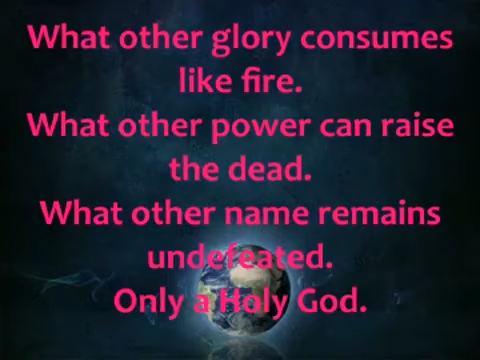 What other glory consumes
like fire.
What other power can raise
the dead.
What other name remains
undefeated.
Only a Holy God.